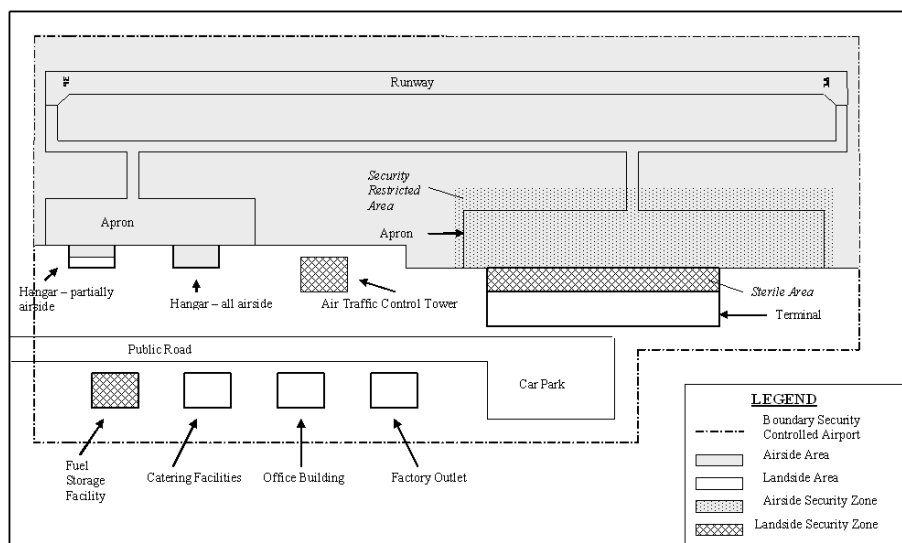 Runway
Security
Restricted
Area
Apron
Apron
Hangar – partially
airside
Hangar – all airside
Air Traffic Control Tower
Sterile Area
Terminal
Public Road
Car Park
Fuel
Storage
Facility
Catering Facilities
Office Building
Factory Outlet
LEGEND
Boundary Security
Controlled Airport
Airside Area
Landside Area
Airside Security Zone
Landside Security Zone